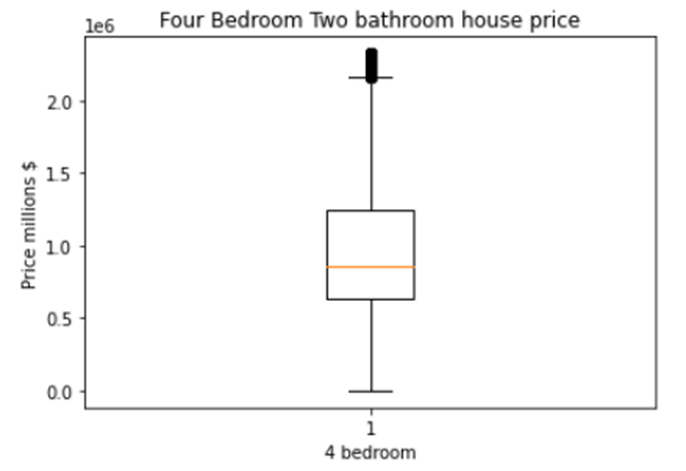 Four Bedroom Two bathroom house price
1e6
Price millions $
2.0
1.5
1.0
0.5
0.0
1
4 bedroom